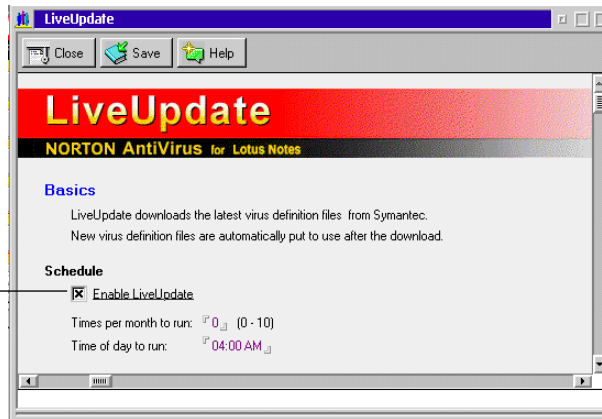 LiveUpdate
Close Save Help
LiveUpdate
NORTON AntiVirus for Lotus Notes
Basics
LiveUpdate downloads the latest virus definition files from Symantec.
New virus definition files are automatically put to use after the download.
Schedule
Enable LiveUpdate
Times per month to run: 0 (0 - 10)
Time of day to run: 04:00 AM